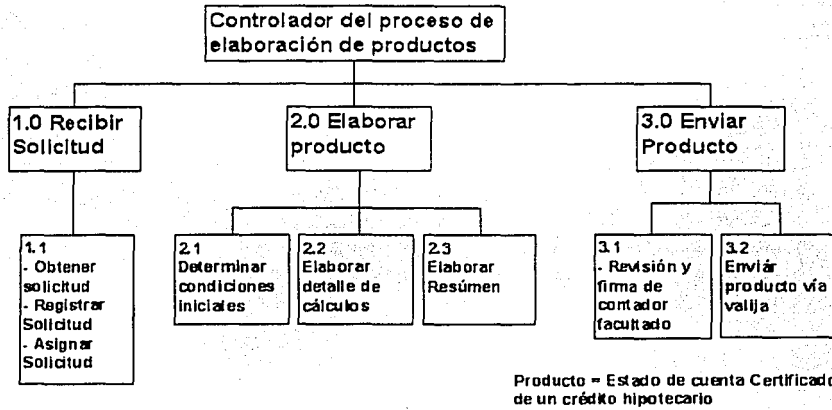 Controlador del proceso de
elaboración de productos
1.0 Recibir
Solicitud
2.0 Elaborar
producto
3.0 Enviar
Producto
1.1
- Obtener
solicitud
- Registrar
Solicitud
- Asignar
Solicitud
2.1
Determinar
condiciones
iniciales
2.2
Elaborar
detalle de
cálculos
2.3
Elaborar
Resúmen
3.1
- Revisión y
firma de
contador
facultado
3.2
Enviar
producto vía
valija
Producto = Estado de cuenta Certificado
de un crédito hipotecario